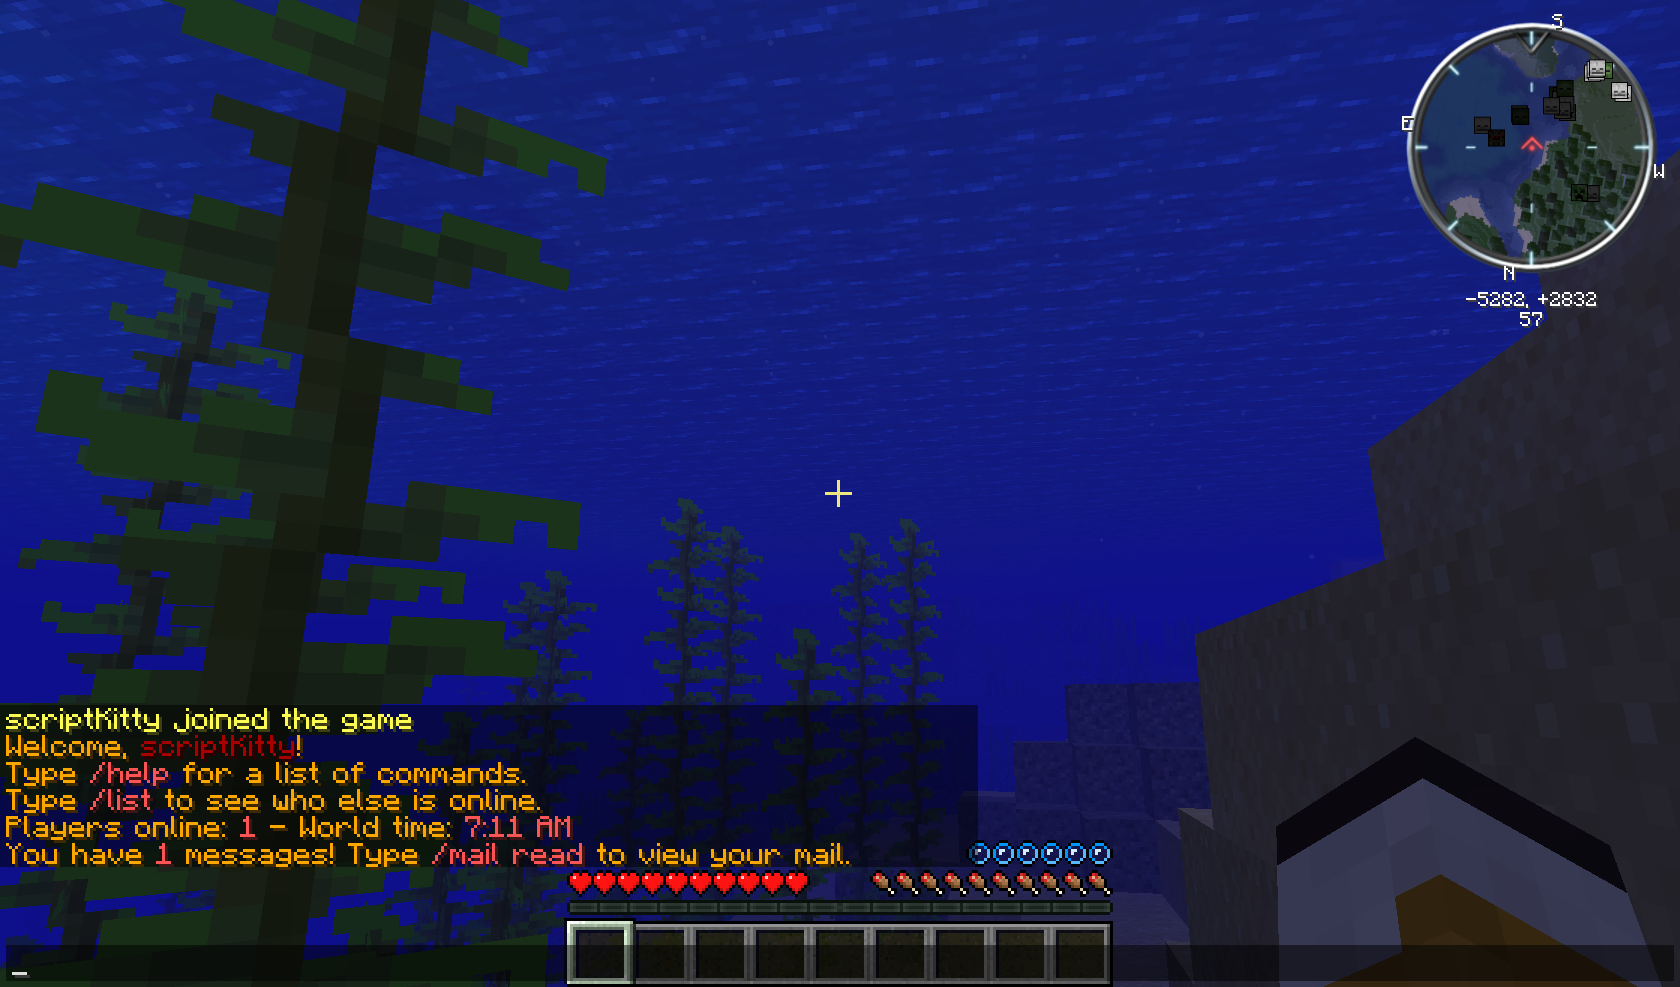 S
E
W
N
-5282, +2832
57
scriptKitty joined the game
Welcome, scriptKitty!
Type /help for a list of commands.
Type /list to see who else is online.
Players online: 1 - World time: 7:11 AM
You have 1 messages! Type /mail read to view your mail.
_